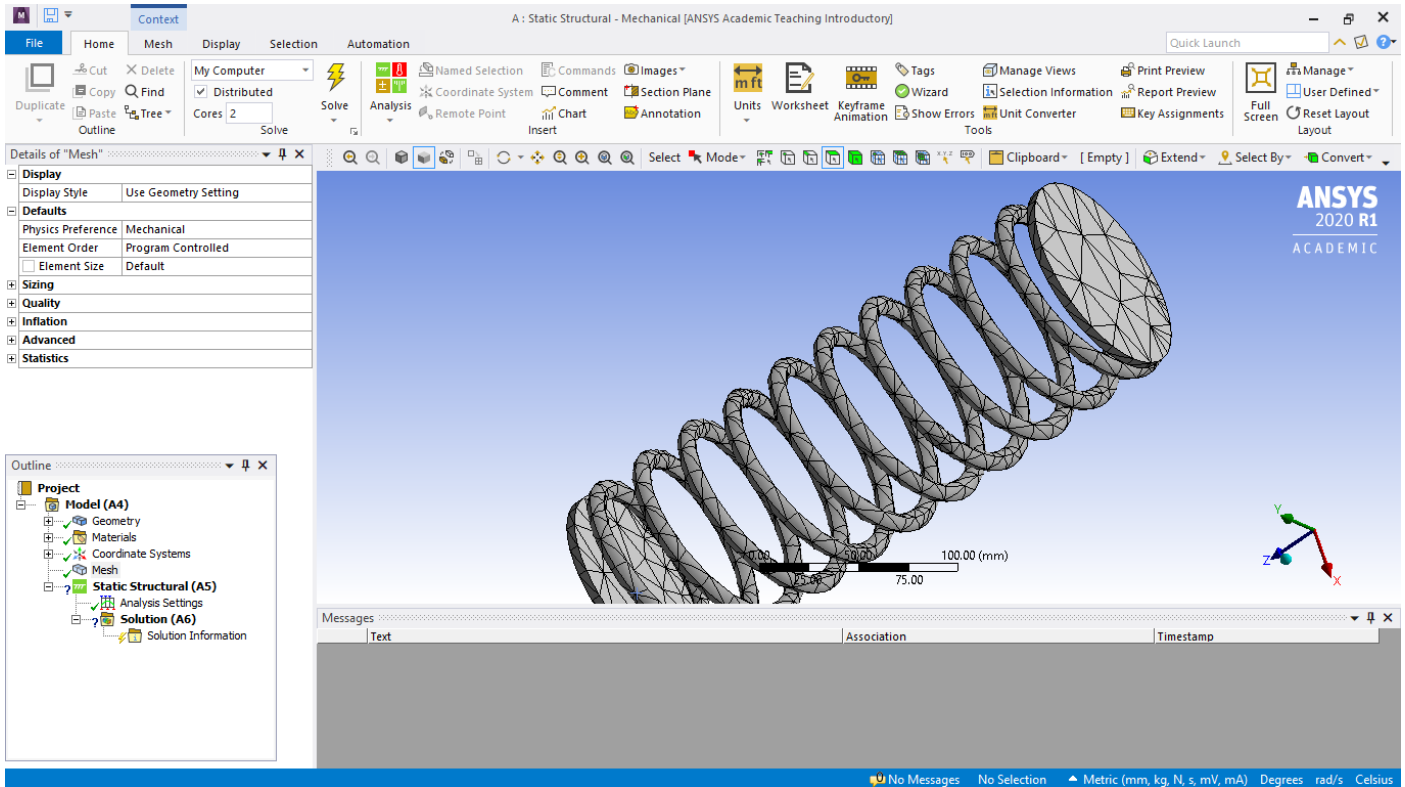 M
Context
A : Static Structural - Mechanical [ANSYS Academic Teaching Introductory]
File Home Mesh Display Selection Automation
Quick Launch
Duplicate
Cut
Copy
Paste
Delete
Find
Tree
Outline
My Computer
Distributed
Cores 2
Solve
Solve
Analysis
Named Selection
Coordinate System
Remote Point
Commands
Comment
Chart
Images
Section Plane
Annotation
Insert
mft
Units
Worksheet
Keyframe
Animation
Tags
Wizard
Show Errors
Manage Views
Selection Information
Unit Converter
Print Preview
Report Preview
Key Assignments
Tools
Full
Screen
Manage
User Defined
Reset Layout
Layout
Details of "Mesh"
Select Mode Clipboard [Empty] Extend Select By Convert
Display
Display Style Use Geometry Setting
Defaults
Physics Preference Mechanical
Element Order Program Controlled
Element Size Default
Sizing
Quality
Inflation
Advanced
Statistics
ANSYS
2020 R1
ACADEMIC
Outline
Project
Model (A4)
Geometry
Materials
Coordinate Systems
Mesh
Static Structural (A5)
Analysis Settings
Solution (A6)
Solution Information
0.00 50.00 100.00 (mm)
25.00 75.00
Y
Z
X
Messages
Text Association Timestamp
No Messages No Selection Metric (mm, kg, N, s, mV, mA) Degrees rad/s Celsius